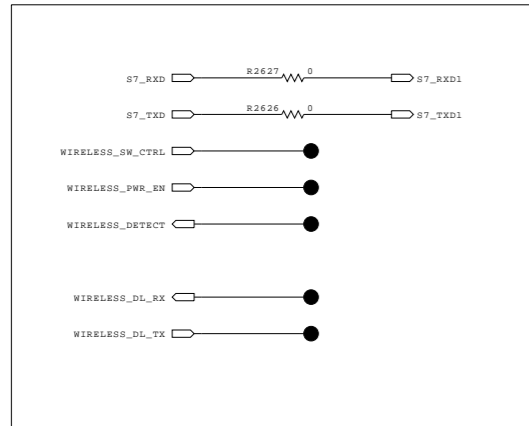 S7_RXD R2627 0 S7_RXD1
S7_TXD R2626 0 S7_TXD1
WIRELESS_SW_CTRL
WIRELESS_PWR_EN
WIRELESS_DETECT
WIRELESS_DL_RX
WIRELESS_DL_TX